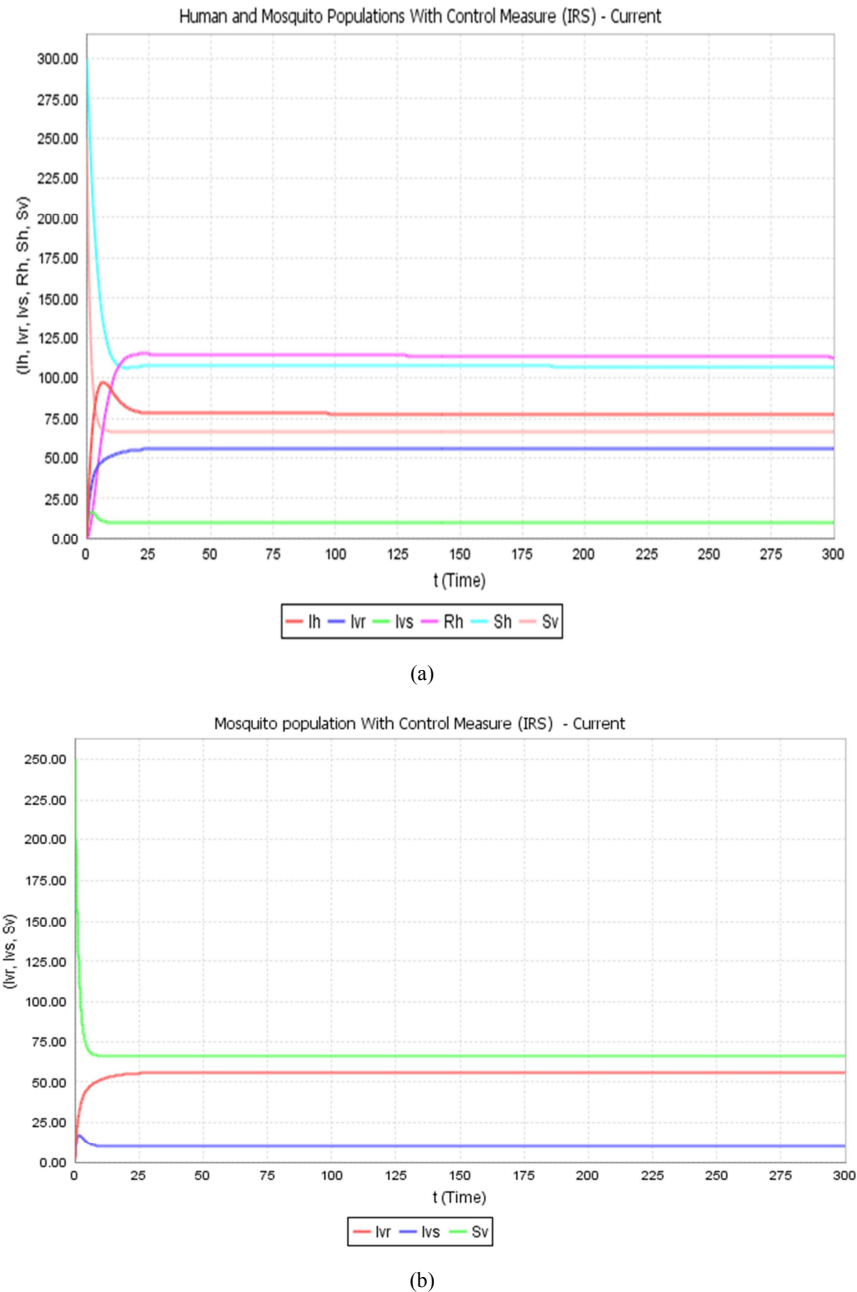 Human and Mosquito Populations With Control Measure (IRS) - Current
(Ih, Ivr, Ivs, Rh, Sh, Sv)
300.00
275.00
250.00
225.00
200.00
175.00
150.00
125.00
100.00
75.00
50.00
25.00
0.00
0 25 50 75 100 125 150 175 200 225 250 275 300
t (Time)
Ih Ivr Ivs Rh Sh Sv
(a)
Mosquito population With Control Measure (IRS) - Current
(Ivr, Ivs, Sv)
250.00
225.00
200.00
175.00
150.00
125.00
100.00
75.00
50.00
25.00
0.00
0 25 50 75 100 125 150 175 200 225 250 275 300
t (Time)
Ivr Ivs Sv
(b)